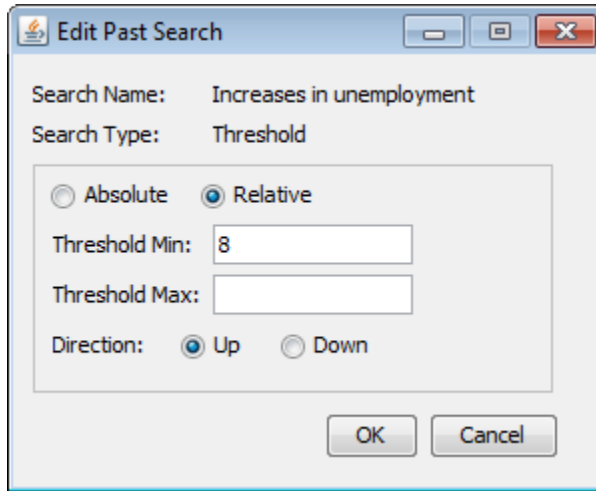 Edit Past Search
Search Name: Increases in unemployment
Search Type: Threshold
Absolute Relative
Threshold Min: 8
Threshold Max:
Direction: Up Down
OK Cancel